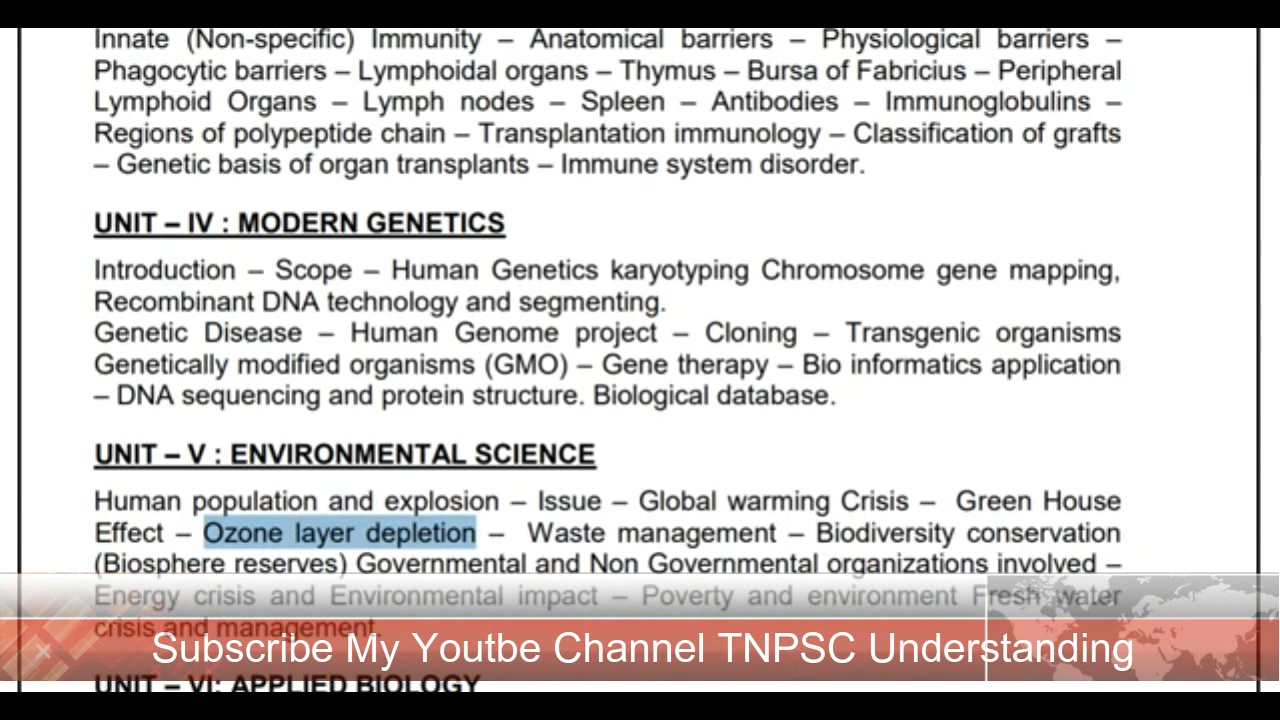 Innate (Non-specific) Immunity – Anatomical barriers – Physiological barriers –
Phagocytic barriers – Lymphoidal organs – Thymus – Bursa of Fabricius – Peripheral
Lymphoid Organs – Lymph nodes – Spleen – Antibodies – Immunoglobulins –
Regions of polypeptide chain – Transplantation immunology – Classification of grafts
– Genetic basis of organ transplants – Immune system disorder.
UNIT – IV : MODERN GENETICS
Introduction – Scope – Human Genetics karyotyping Chromosome gene mapping,
Recombinant DNA technology and segmenting.
Genetic Disease – Human Genome project – Cloning – Transgenic organisms
Genetically modified organisms (GMO) – Gene therapy – Bio informatics application
– DNA sequencing and protein structure. Biological database.
UNIT – V : ENVIRONMENTAL SCIENCE
Human population and explosion – Issue – Global warming Crisis – Green House
Effect – Ozone layer depletion – Waste management – Biodiversity conservation
(Biosphere reserves) Governmental and Non Governmental organizations involved –
Energy crisis and Environmental impact – Poverty and environment Fresh water
crisis and management.
Subscribe My Youtbe Channel TNPSC Understanding
UNIT – VI: APPLIED BIOLOGY